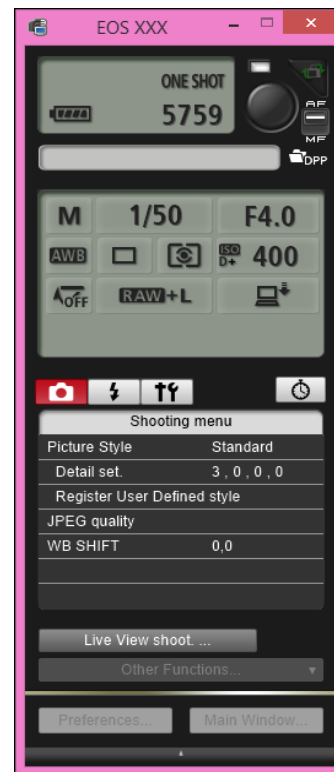 EOS XXX
ONE SHOT
5759
AF
MF
DPP
M 1/50 F4.0
AWB ISO D+ 400
OFF RAW+L
Shooting menu
Picture Style Standard
Detail set. 3 , 0 , 0 , 0
Register User Defined style
JPEG quality
WB SHIFT 0,0
Live View shoot. ...
Other Functions...
Preferences... Main Window...